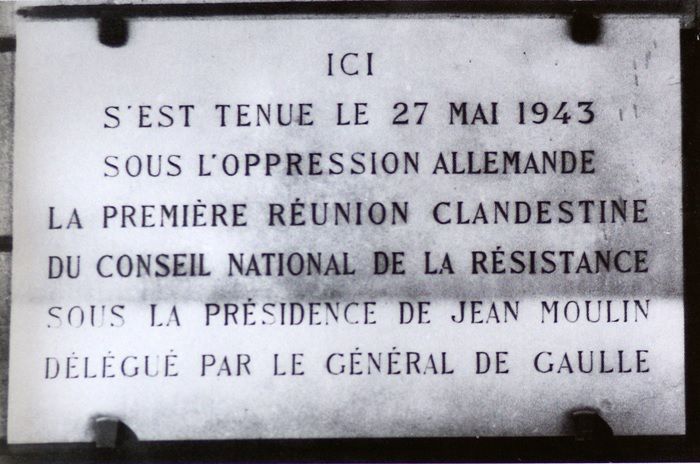 ICI
S'EST TENUE LE 27 MAI 1943
SOUS L'OPPRESSION ALLEMANDE
LA PREMIÈRE RÉUNION CLANDESTINE
DU CONSEIL NATIONAL DE LA RÉSISTANCE
SOUS LA PRÉSIDENCE DE JEAN MOULIN
DÉLÉGUÉ PAR LE GÉNÉRAL DE GAULLE